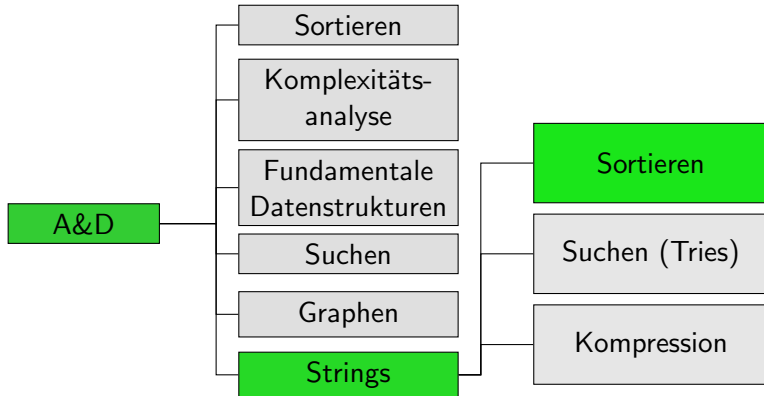 A&D
Sortieren
Komplexitäts-
analyse
Fundamentale
Datenstrukturen
Suchen
Graphen
Strings
Sortieren
Suchen (Tries)
Kompression